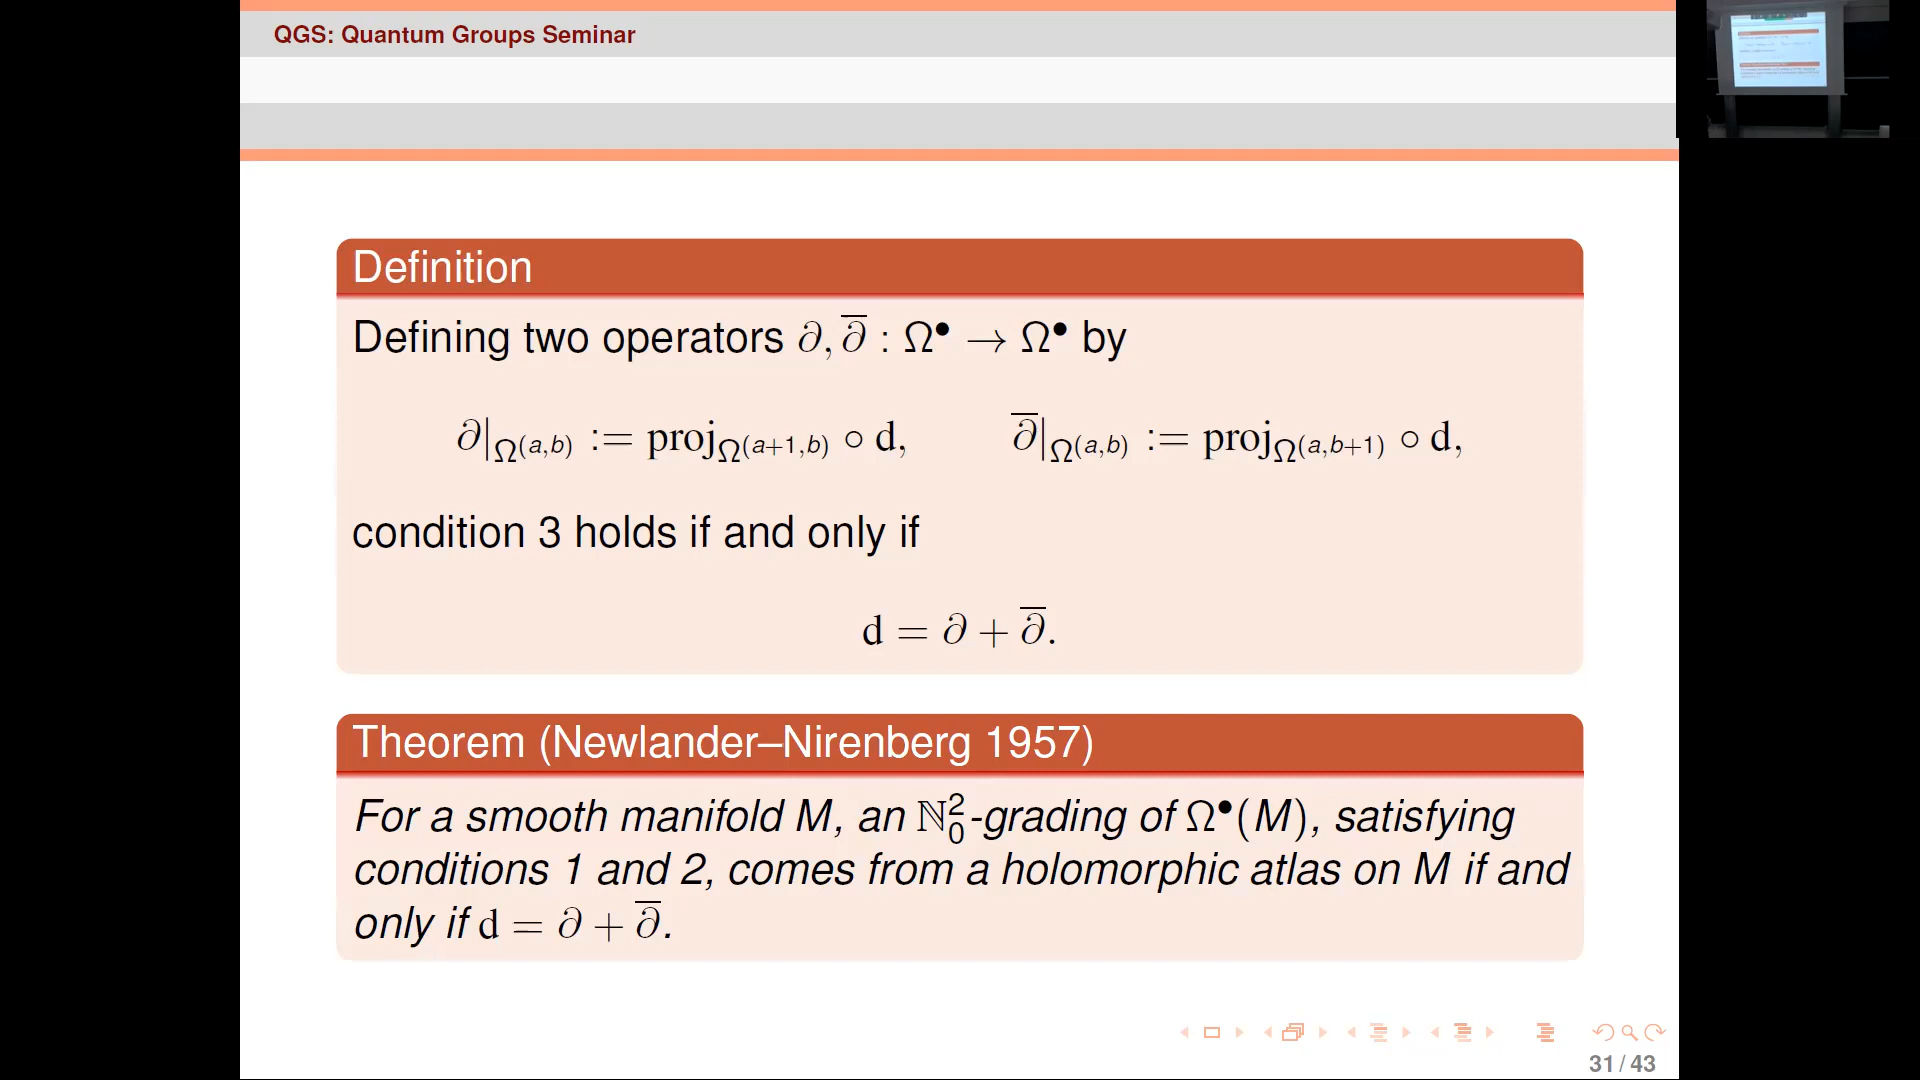 QGS: Quantum Groups Seminar
Definition
Defining two operators ∂, ∂̅ : Ω• → Ω• by
∂|Ω(a,b) := projΩ(a+1,b) ∘ d, ∂̅|Ω(a,b) := projΩ(a,b+1) ∘ d,
condition 3 holds if and only if
d = ∂ + ∂̅.
Theorem (Newlander–Nirenberg 1957)
For a smooth manifold M, an ℕ₀²-grading of Ω•(M), satisfying
conditions 1 and 2, comes from a holomorphic atlas on M if and
only if d = ∂ + ∂̅.
31 / 43